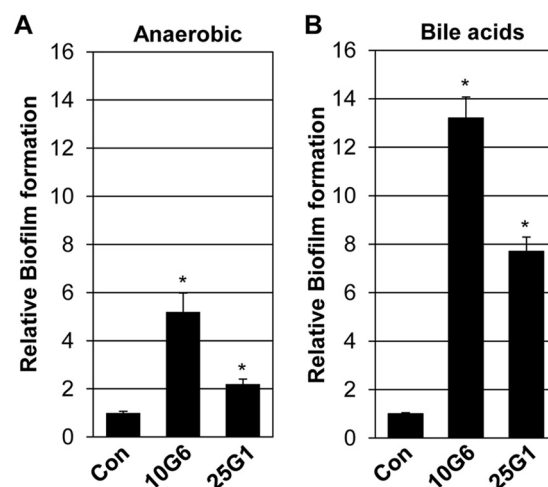 A
Anaerobic
Relative Biofilm formation
16
14
12
10
8
6
4
2
0
*
*
Con
10G6
25G1
B
Bile acids
Relative Biofilm formation
16
14
12
10
8
6
4
2
0
*
*
Con
10G6
25G1